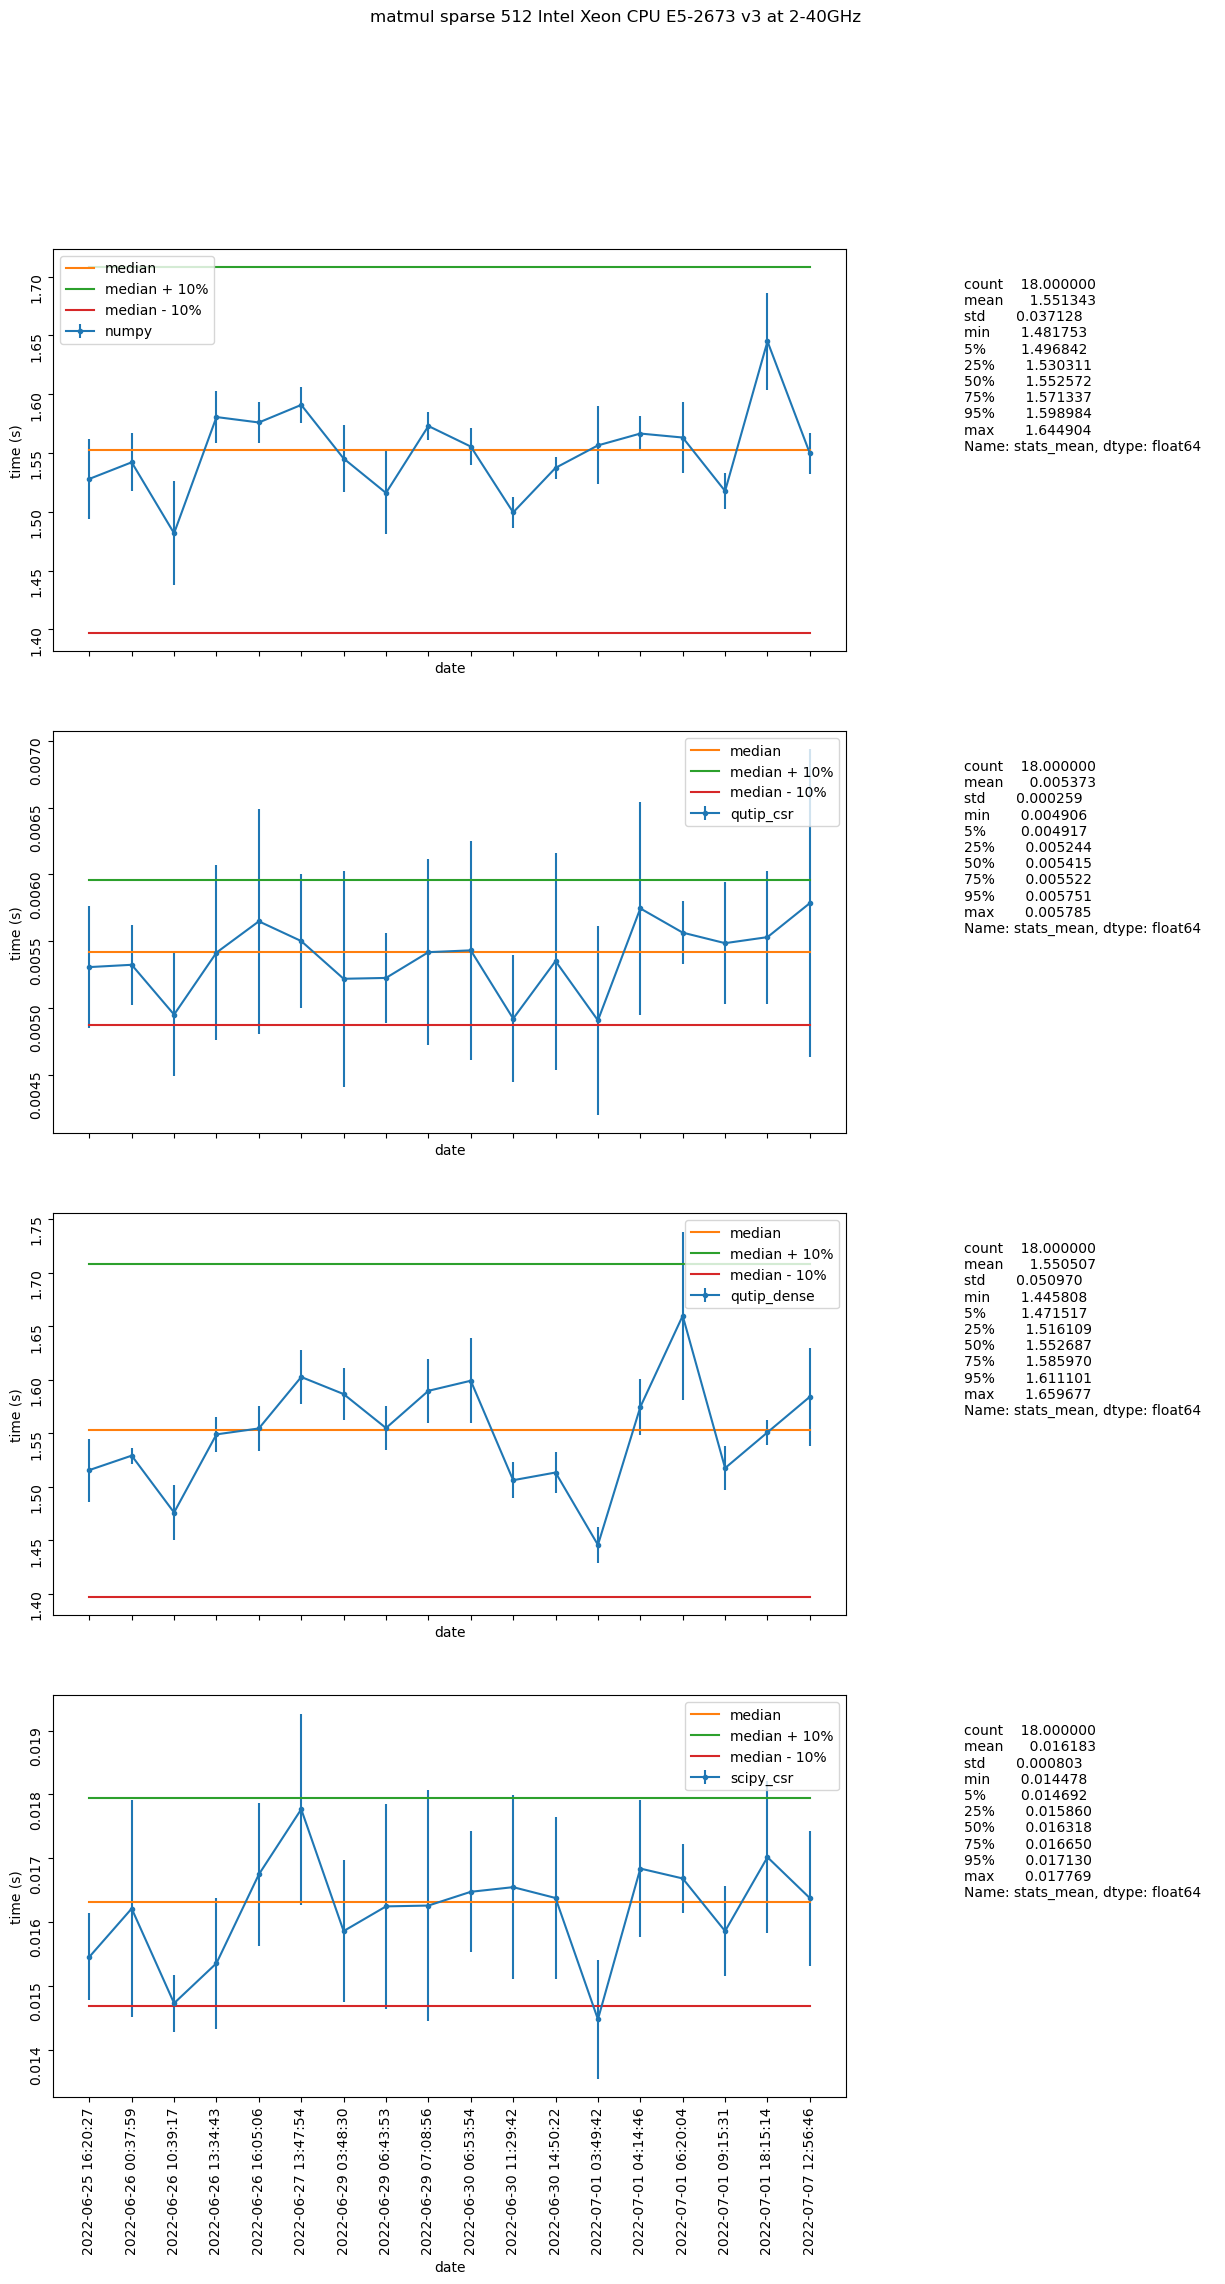 matmul sparse 512 Intel Xeon CPU E5-2673 v3 at 2-40GHz
median
median + 10%
median - 10%
numpy
1.70
1.65
1.60
1.55
1.50
1.45
1.40
time (s)
date
count 18.000000
mean 1.551343
std 0.037128
min 1.481753
5% 1.496842
25% 1.530311
50% 1.552572
75% 1.571337
95% 1.598984
max 1.644904
Name: stats_mean, dtype: float64
median
median + 10%
median - 10%
qutip_csr
0.0070
0.0065
0.0060
0.0055
0.0050
0.0045
time (s)
date
count 18.000000
mean 0.005373
std 0.000259
min 0.004906
5% 0.004917
25% 0.005244
50% 0.005415
75% 0.005522
95% 0.005751
max 0.005785
Name: stats_mean, dtype: float64
median
median + 10%
median - 10%
qutip_dense
1.75
1.70
1.65
1.60
1.55
1.50
1.45
1.40
time (s)
date
count 18.000000
mean 1.550507
std 0.050970
min 1.445808
5% 1.471517
25% 1.516109
50% 1.552687
75% 1.585970
95% 1.611101
max 1.659677
Name: stats_mean, dtype: float64
median
median + 10%
median - 10%
scipy_csr
0.019
0.018
0.017
0.016
0.015
0.014
time (s)
2022-06-25 16:20:27
2022-06-26 00:37:59
2022-06-26 10:39:17
2022-06-26 13:34:43
2022-06-26 16:05:06
2022-06-27 13:47:54
2022-06-29 03:48:30
2022-06-29 06:43:53
2022-06-29 07:08:56
2022-06-30 06:53:54
2022-06-30 11:29:42
2022-06-30 14:50:22
2022-07-01 03:49:42
2022-07-01 04:14:46
2022-07-01 06:20:04
2022-07-01 09:15:31
2022-07-01 18:15:14
2022-07-07 12:56:46
date
count 18.000000
mean 0.016183
std 0.000803
min 0.014478
5% 0.014692
25% 0.015860
50% 0.016318
75% 0.016650
95% 0.017130
max 0.017769
Name: stats_mean, dtype: float64